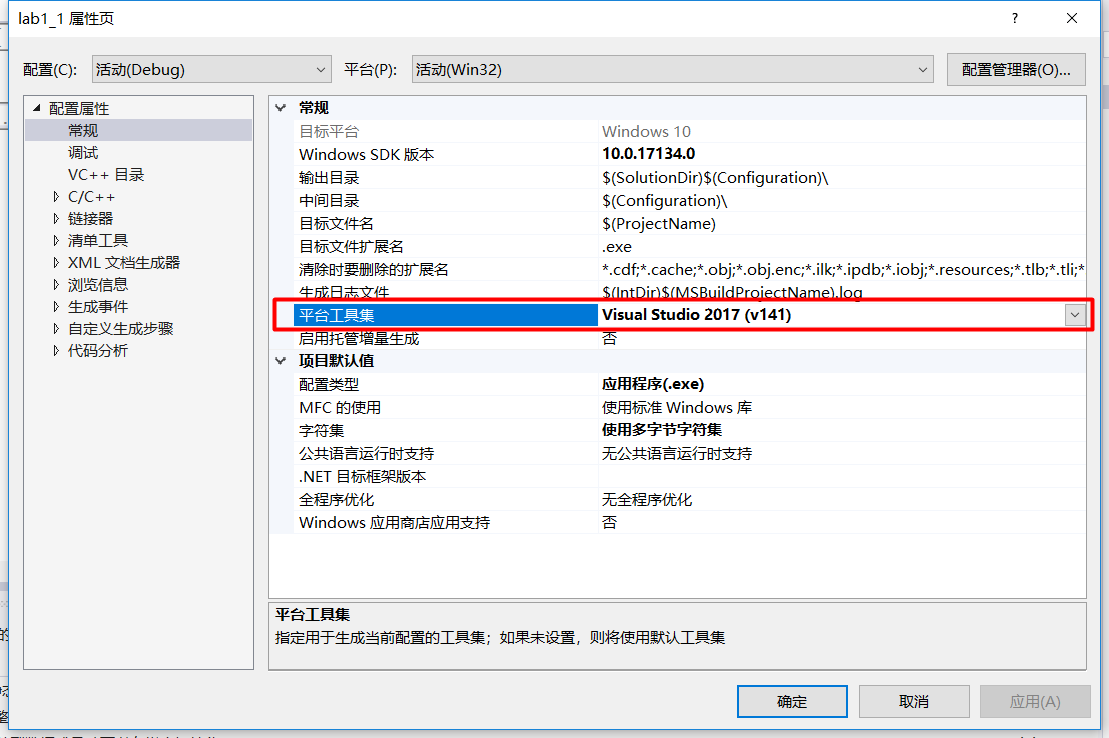 lab1_1 属性页
配置(C): 活动(Debug) 平台(P): 活动(Win32) 配置管理器(O)...
配置属性
常规
调试
VC++ 目录
C/C++
链接器
清单工具
XML 文档生成器
浏览信息
生成事件
自定义生成步骤
代码分析
常规
目标平台 Windows 10
Windows SDK 版本 10.0.17134.0
输出目录 $(SolutionDir)$(Configuration)\
中间目录 $(Configuration)\
目标文件名 $(ProjectName)
目标文件扩展名 .exe
清除时要删除的扩展名 *.cdf;*.cache;*.obj;*.obj.enc;*.ilk;*.ipdb;*.iobj;*.resources;*.tlb;*.tli;*
生成日志文件 $(IntDir)$(MSBuildProjectName).log
平台工具集 Visual Studio 2017 (v141)
启用托管增量生成 否
项目默认值
配置类型 应用程序(.exe)
MFC 的使用 使用标准 Windows 库
字符集 使用多字节字符集
公共语言运行时支持 无公共语言运行时支持
.NET 目标框架版本
全程序优化 无全程序优化
Windows 应用商店应用支持 否
平台工具集
指定用于生成当前配置的工具集；如果未设置，则将使用默认工具集
确定 取消 应用(A)